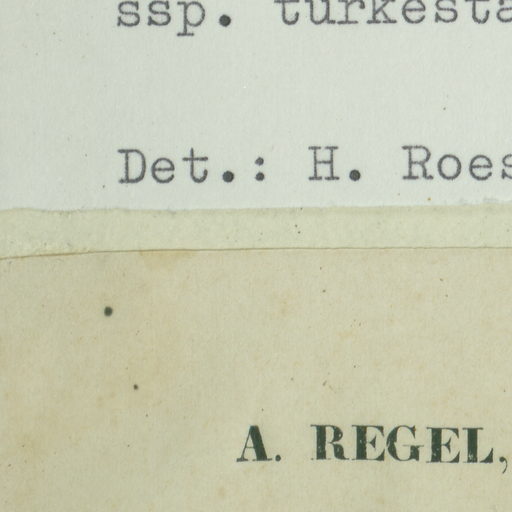 ssp. turkesta
Det.: H. Roes
A. REGEL,